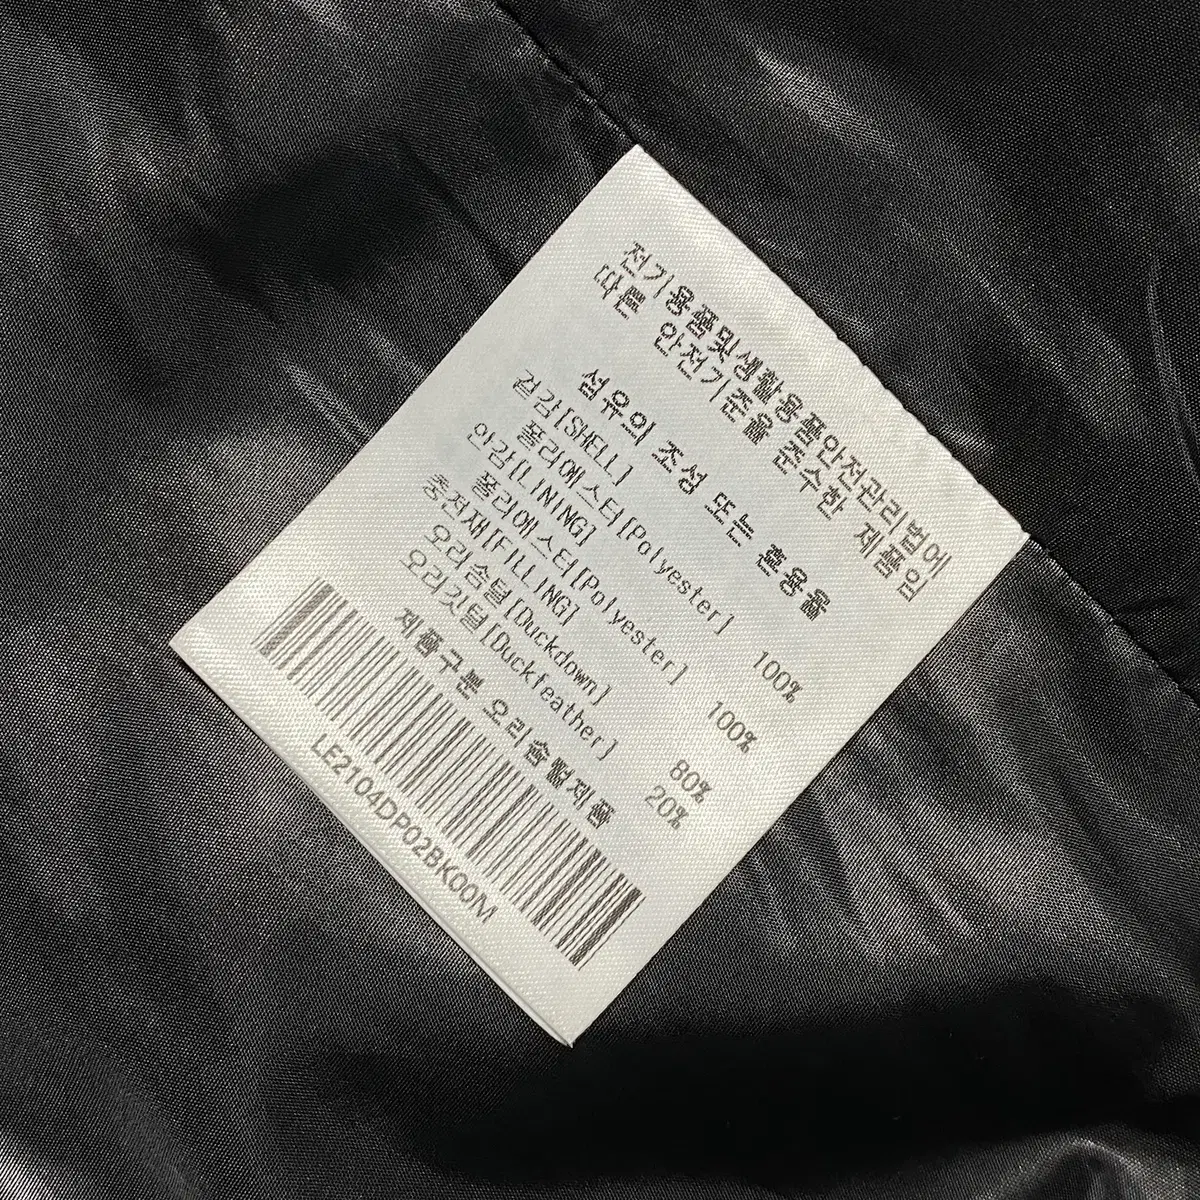 전기용품및생활용품안전관리법에
따른 안전기준을 준수한 제품임
섬유의 조성 또는 혼용율
겉감[SHELL]
폴리에스터[Polyester] 100%
안감[LINING]
폴리에스터[Polyester] 100%
충전재[FILLING]
오리솜털[Duckdown] 80%
오리깃털[Duckfeather] 20%
제품구분 오리솜털제품
LE2104DP02BK00M